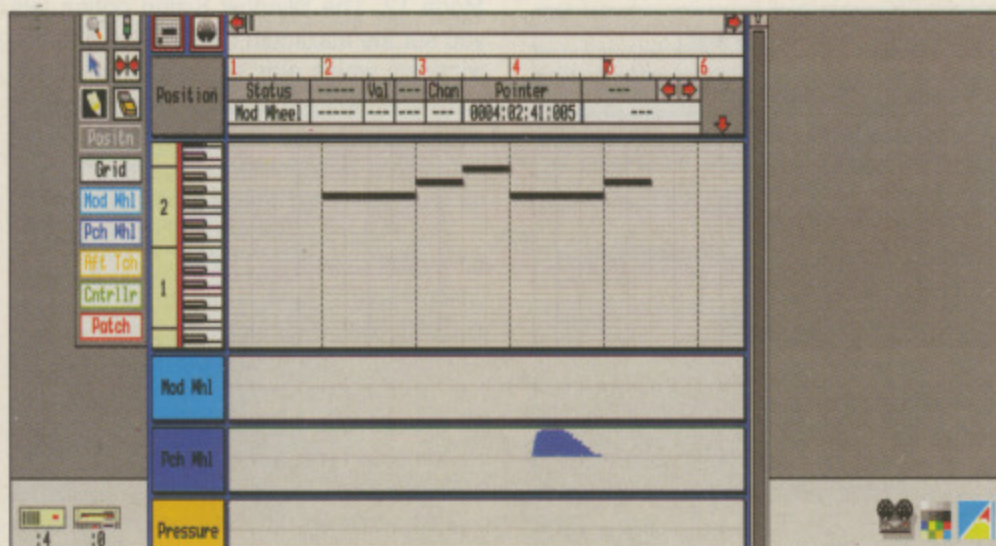 1 2 3 4 5 6
Position
Status ----- Val --- Chan Pointer ---
Mod Wheel ----- --- --- --- 0004:02:41:005 ---
Positn
Grid
Mod Whl
Pch Whl
Aft Tch
Cntrllr
Patch
2
1
Mod Whl
Pch Whl
Pressure
:4
:0